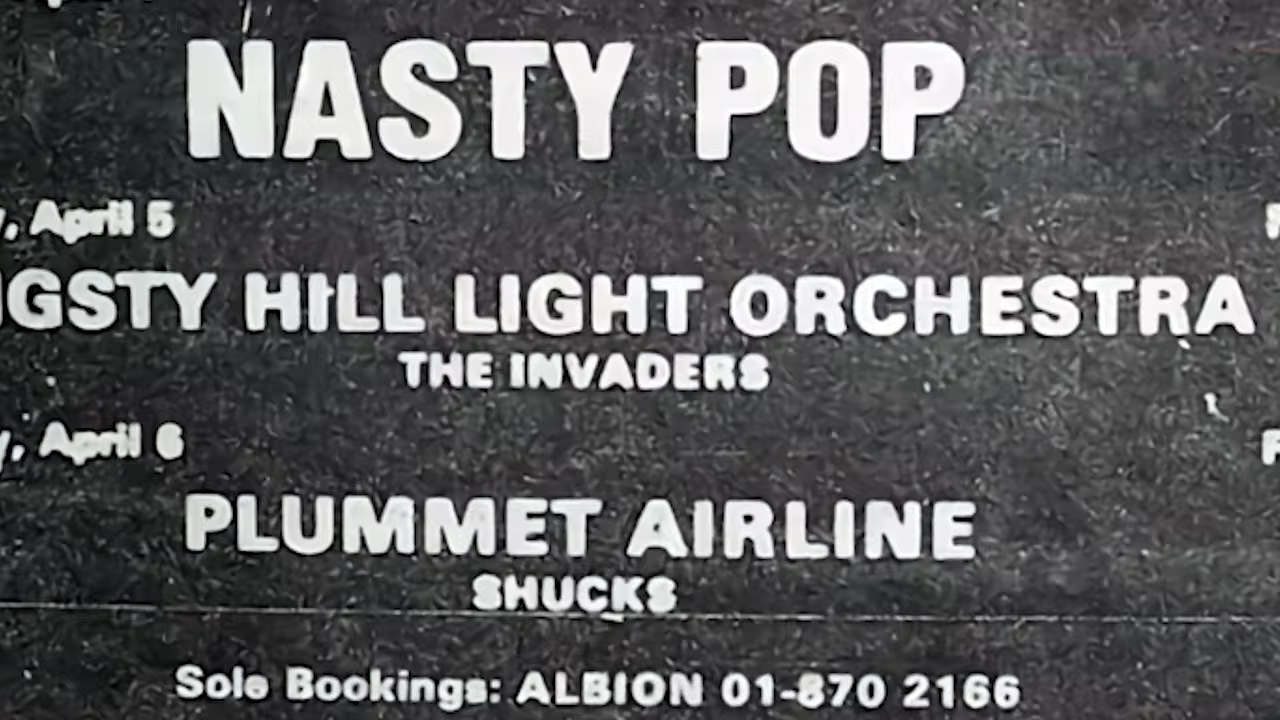 NASTY POP
, April 5
IGSTY HILL LIGHT ORCHESTRA
THE INVADERS
, April 6
PLUMMET AIRLINE
SHUCKS
Sole Bookings: ALBION 01-870 2166